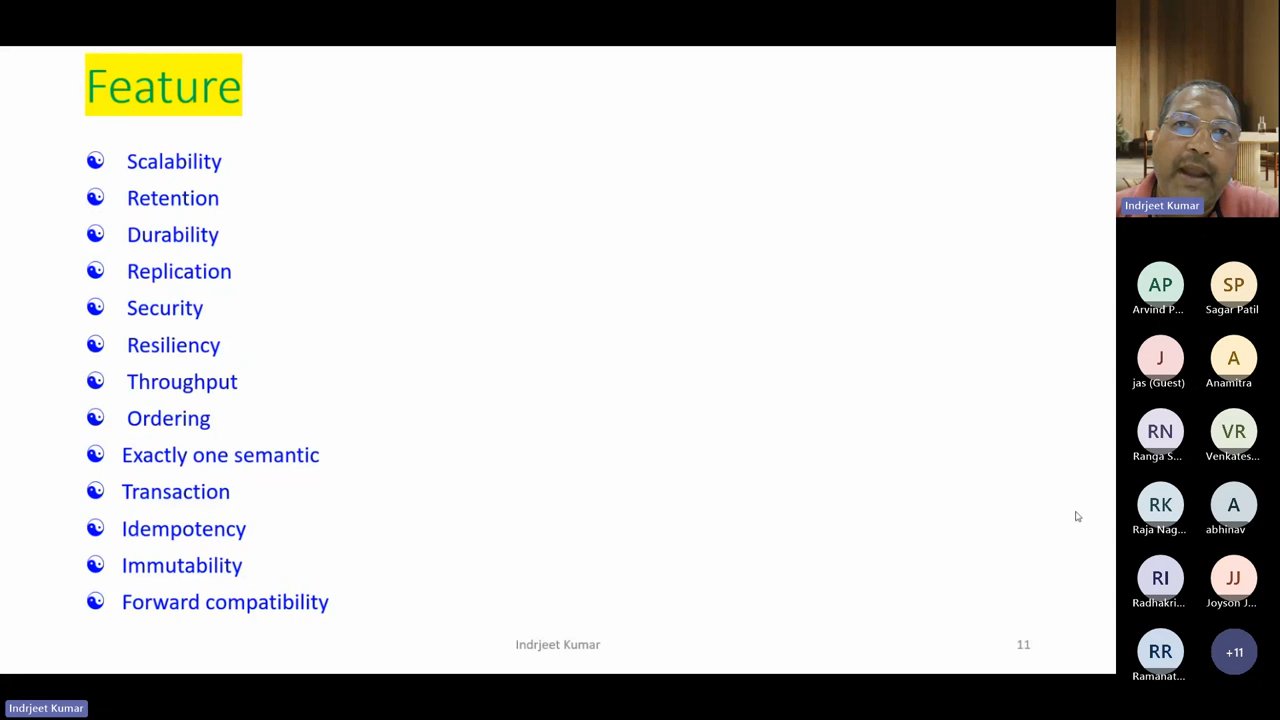 Feature
Scalability
Retention
Durability
Replication
Security
Resiliency
Throughput
Ordering
Exactly one semantic
Transaction
Idempotency
Immutability
Forward compatibility
Indrjeet Kumar
11
Indrjeet Kumar
AP
SP
Arvind P...
Sagar Patil
J
A
jas (Guest)
Anamitra
RN
VR
Ranga S...
Venkates...
RK
A
Raja Nag...
abhinav
RI
JJ
Radhakri...
Joyson J...
RR
+11
Ramanat...
Indrjeet Kumar